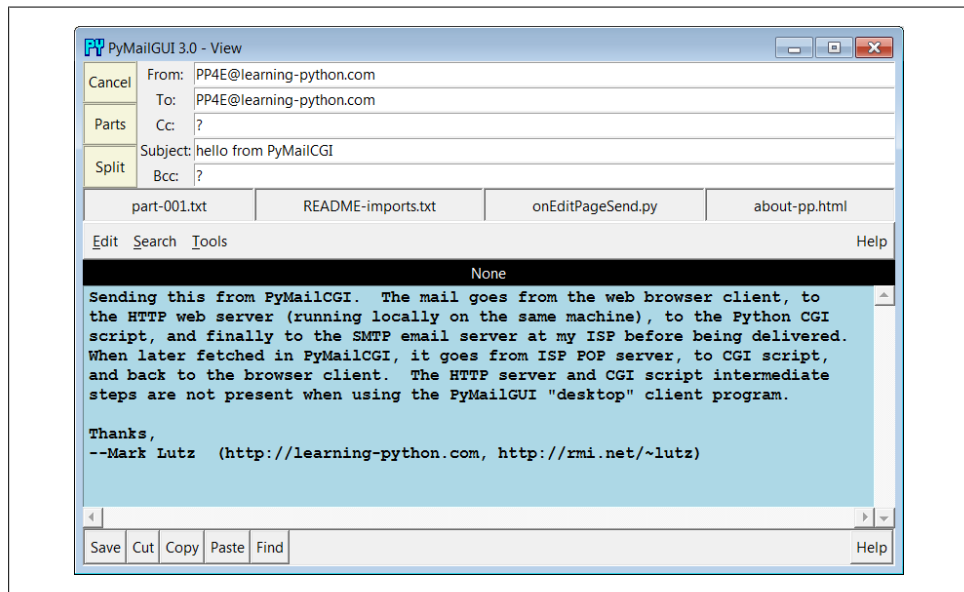 PY PyMailGUI 3.0 - View
Cancel
From: PP4E@learning-python.com
To: PP4E@learning-python.com
Parts
Cc: ?
Subject: hello from PyMailCGI
Split
Bcc: ?
part-001.txt README-imports.txt onEditPageSend.py about-pp.html
Edit Search Tools Help
None
Sending this from PyMailCGI.  The mail goes from the web browser client, to
the HTTP web server (running locally on the same machine), to the Python CGI
script, and finally to the SMTP email server at my ISP before being delivered.
When later fetched in PyMailCGI, it goes from ISP POP server, to CGI script,
and back to the browser client.  The HTTP server and CGI script intermediate
steps are not present when using the PyMailGUI "desktop" client program.
Thanks,
--Mark Lutz  (http://learning-python.com, http://rmi.net/~lutz)
Save Cut Copy Paste Find Help